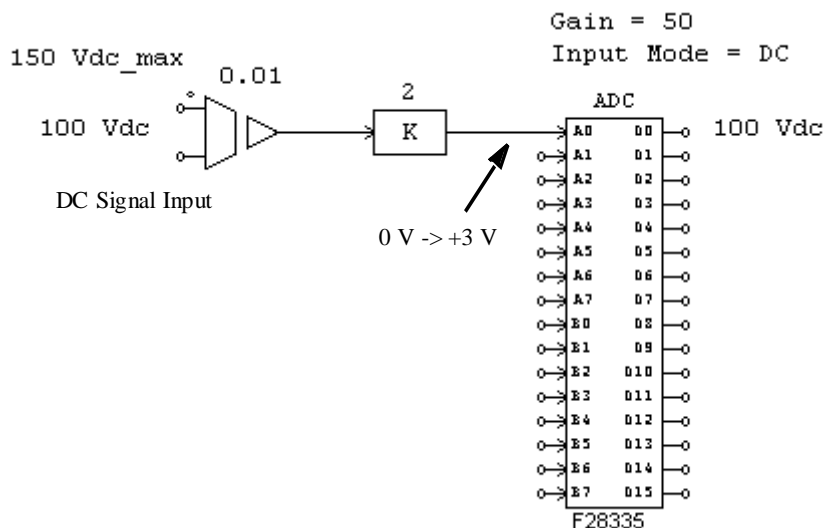 Gain = 50
Input Mode = DC
150 Vdc_max
0.01
2
ADC
100 Vdc
K
A0 D0
100 Vdc
A1 D1
A2 D2
DC Signal Input
A3 D3
0 V -> +3 V
A4 D4
A5 D5
A6 D6
A7 D7
B0 D8
B1 D9
B2 D10
B3 D11
B4 D12
B5 D13
B6 D14
B7 D15
F28335